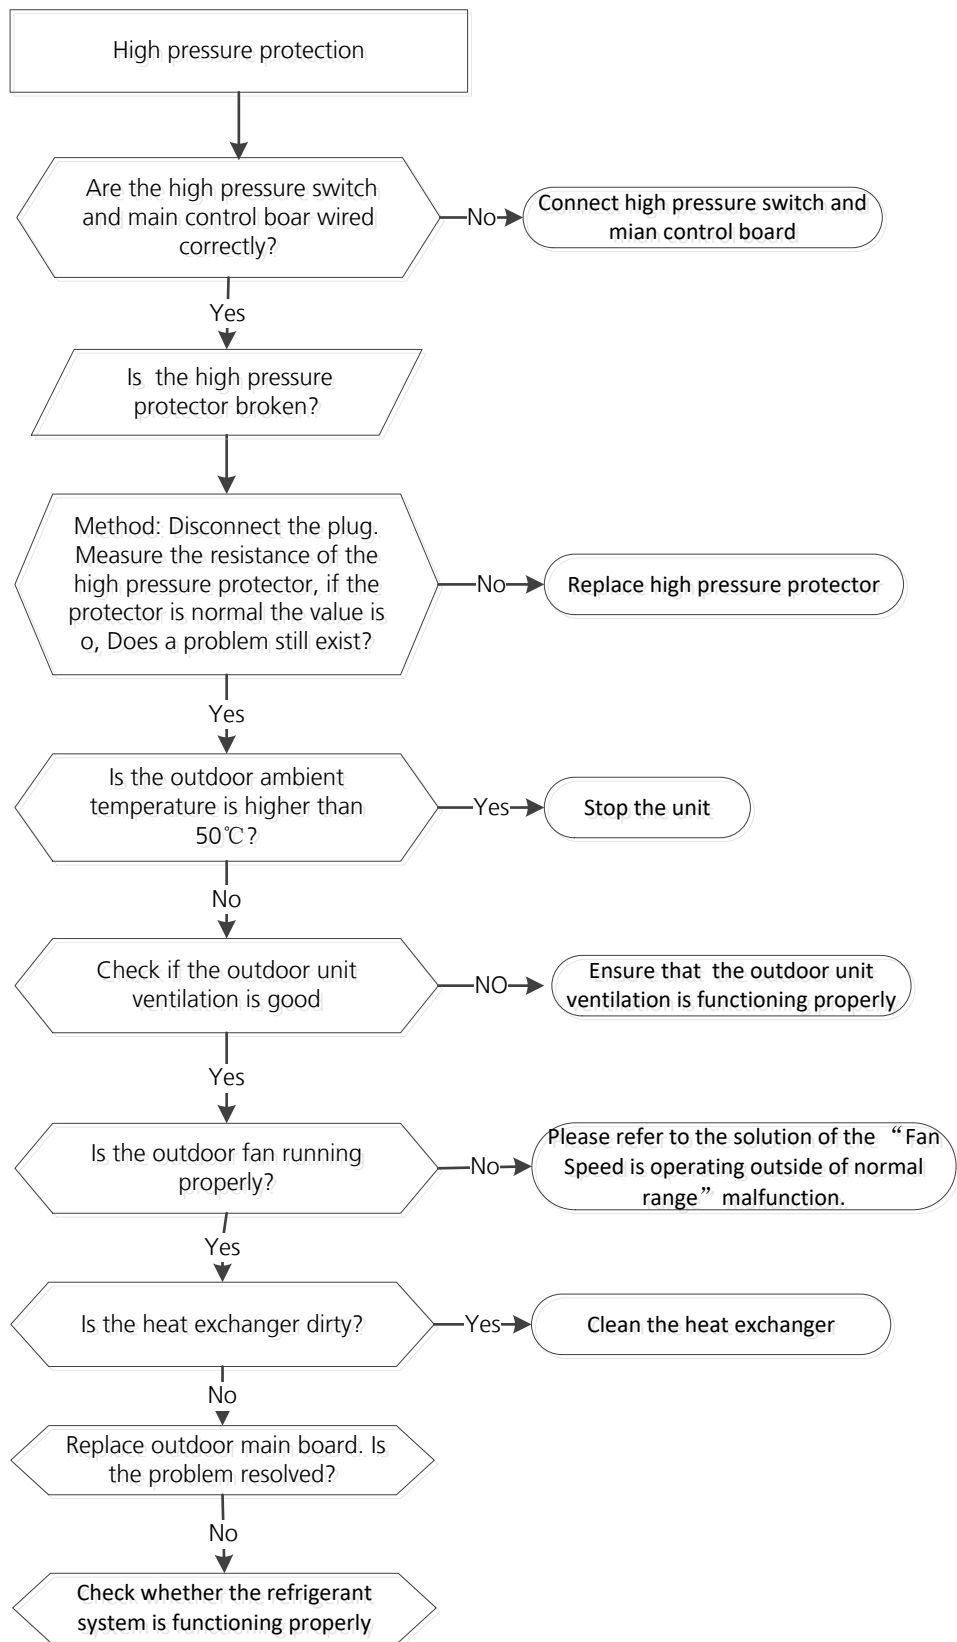 High pressure protection
Are the high pressure switch
and main control boar wired
correctly?
No
Connect high pressure switch and
mian control board
Yes
Is the high pressure
protector broken?
Method: Disconnect the plug.
Measure the resistance of the
high pressure protector, if the
protector is normal the value is
o, Does a problem still exist?
No
Replace high pressure protector
Yes
Is the outdoor ambient
temperature is higher than
50℃?
Yes
Stop the unit
No
Check if the outdoor unit
ventilation is good
NO
Ensure that the outdoor unit
ventilation is functioning properly
Yes
Is the outdoor fan running
properly?
No
Please refer to the solution of the “Fan
Speed is operating outside of normal
range” malfunction.
Yes
Is the heat exchanger dirty?
Yes
Clean the heat exchanger
No
Replace outdoor main board. Is
the problem resolved?
No
Check whether the refrigerant
system is functioning properly